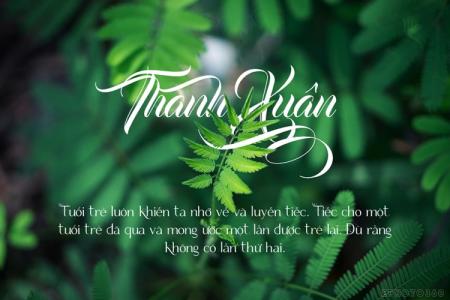 Thanh Xuân
Tuổi trẻ luôn khiến ta nhớ về và luyến tiếc. Tiếc cho một
tuổi trẻ đã qua và mong ước một lần được trẻ lại. Dù rằng
không có lần thứ hai.
EPHOTO360